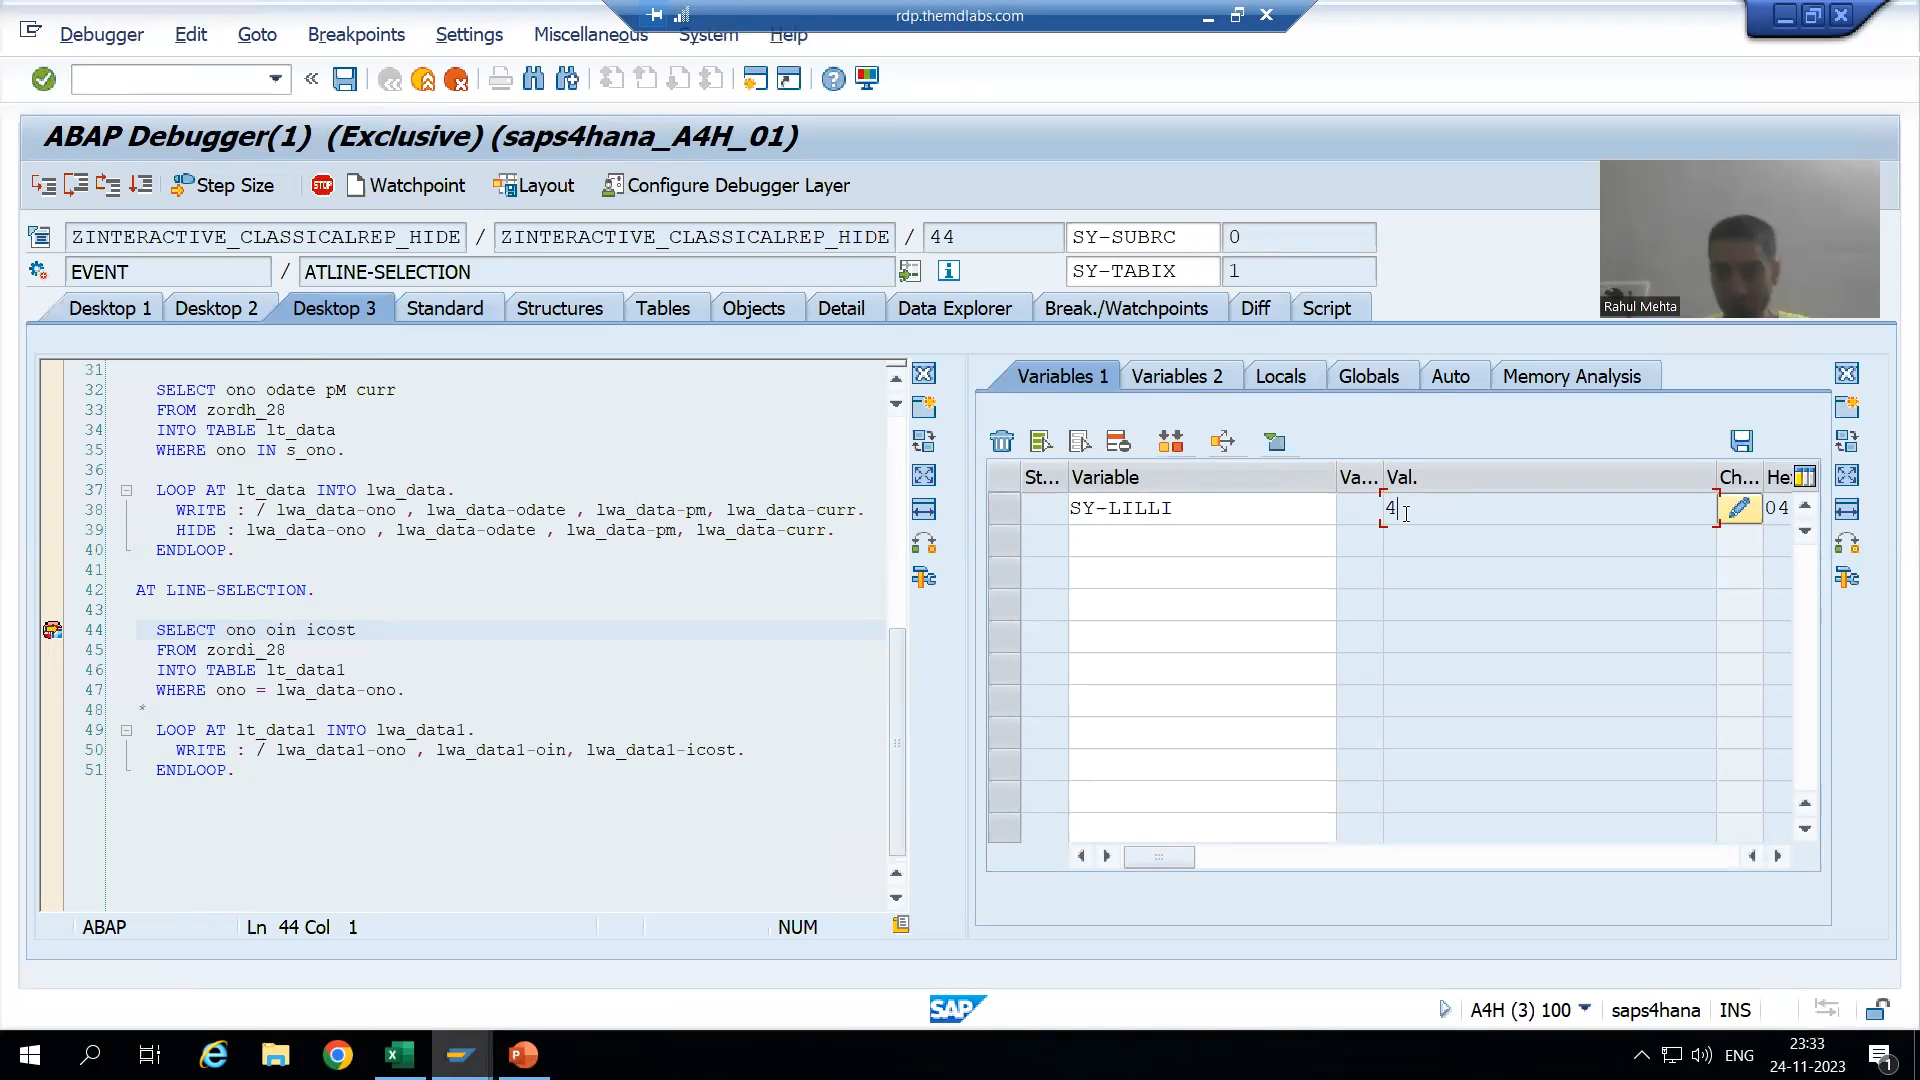 rdp.themdlabs.com
Debugger Edit Goto Breakpoints Settings Miscellaneous System Help
ABAP Debugger(1) (Exclusive) (saps4hana_A4H_01)
Step Size STOP Watchpoint Layout Configure Debugger Layer
ZINTERACTIVE_CLASSICALREP_HIDE / ZINTERACTIVE_CLASSICALREP_HIDE / 44 SY-SUBRC 0
EVENT / ATLINE-SELECTION SY-TABIX 1
Rahul Mehta
Desktop 1 Desktop 2 Desktop 3 Standard Structures Tables Objects Detail Data Explorer Break./Watchpoints Diff Script
31
32 SELECT ono odate pM curr
33 FROM zordh_28
34 INTO TABLE lt_data
35 WHERE ono IN s_ono.
36
37 LOOP AT lt_data INTO lwa_data.
38 WRITE : / lwa_data-ono , lwa_data-odate , lwa_data-pm, lwa_data-curr.
39 HIDE : lwa_data-ono , lwa_data-odate , lwa_data-pm, lwa_data-curr.
40 ENDLOOP.
41
42 AT LINE-SELECTION.
43
44 SELECT ono oin icost
45 FROM zordi_28
46 INTO TABLE lt_data1
47 WHERE ono = lwa_data-ono.
48 *
49 LOOP AT lt_data1 INTO lwa_data1.
50 WRITE : / lwa_data1-ono , lwa_data1-oin, lwa_data1-icost.
51 ENDLOOP.
ABAP Ln 44 Col 1 NUM
Variables 1 Variables 2 Locals Globals Auto Memory Analysis
St... Variable Va... Val. Ch... He
SY-LILLI 4 04
SAP A4H (3) 100 saps4hana INS
ENG 23:33
24-11-2023
1